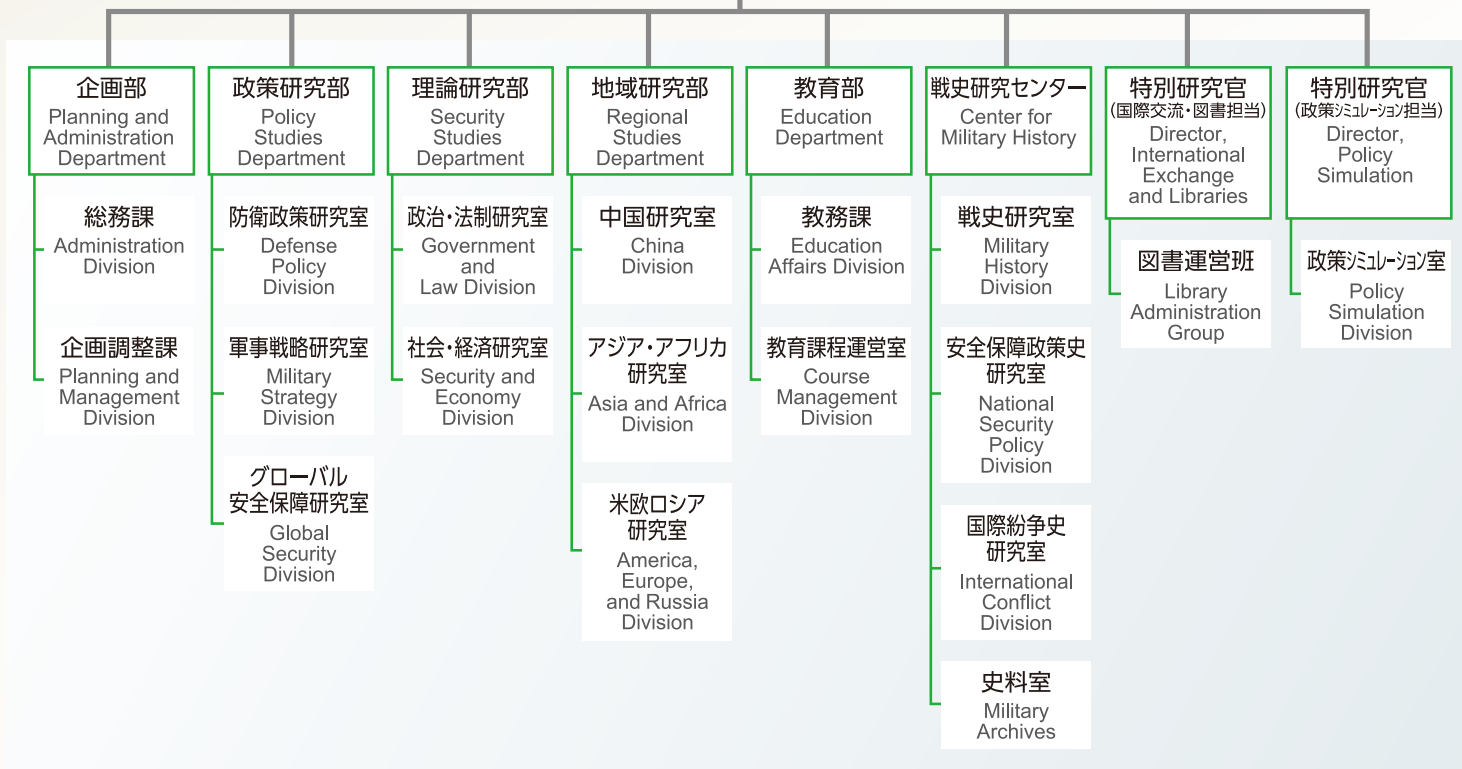 企画部
Planning and
Administration
Department
総務課
Administration
Division
企画調整課
Planning and
Management
Division
政策研究部
Policy
Studies
Department
防衛政策研究室
Defense
Policy
Division
軍事戦略研究室
Military
Strategy
Division
グローバル
安全保障研究室
Global
Security
Division
理論研究部
Security
Studies
Department
政治・法制研究室
Government
and
Law Division
社会・経済研究室
Security and
Economy
Division
地域研究部
Regional
Studies
Department
中国研究室
China
Division
アジア・アフリカ
研究室
Asia and Africa
Division
米欧ロシア
研究室
America,
Europe,
and Russia
Division
教育部
Education
Department
教務課
Education
Affairs Division
教育課程運営室
Course
Management
Division
戦史研究センター
Center for
Military History
戦史研究室
Military
History
Division
安全保障政策史
研究室
National
Security
Policy
Division
国際紛争史
研究室
International
Conflict
Division
史料室
Military
Archives
特別研究官
(国際交流・図書担当)
Director,
International
Exchange
and Libraries
図書運営班
Library
Administration
Group
特別研究官
(政策シミュレーション担当)
Director,
Policy
Simulation
政策シミュレーション室
Policy
Simulation
Division